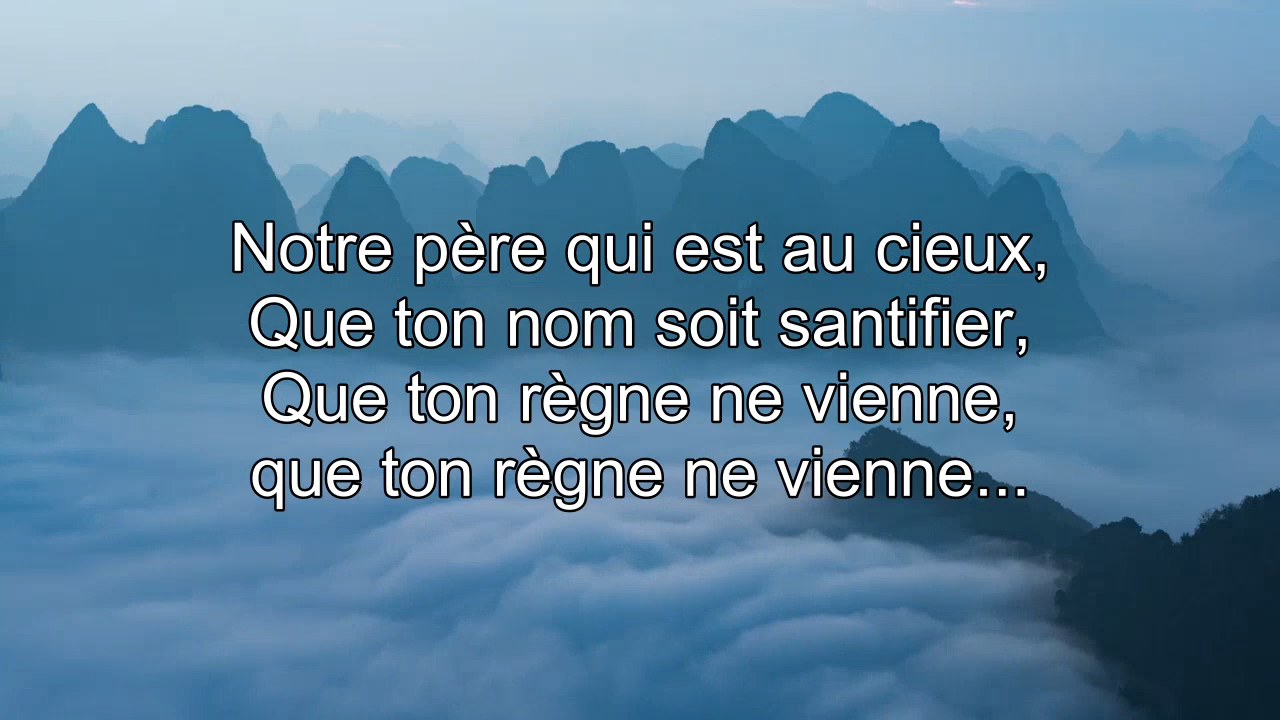 Notre père qui est au cieux,
Que ton nom soit santifier,
Que ton règne ne vienne,
que ton règne ne vienne...